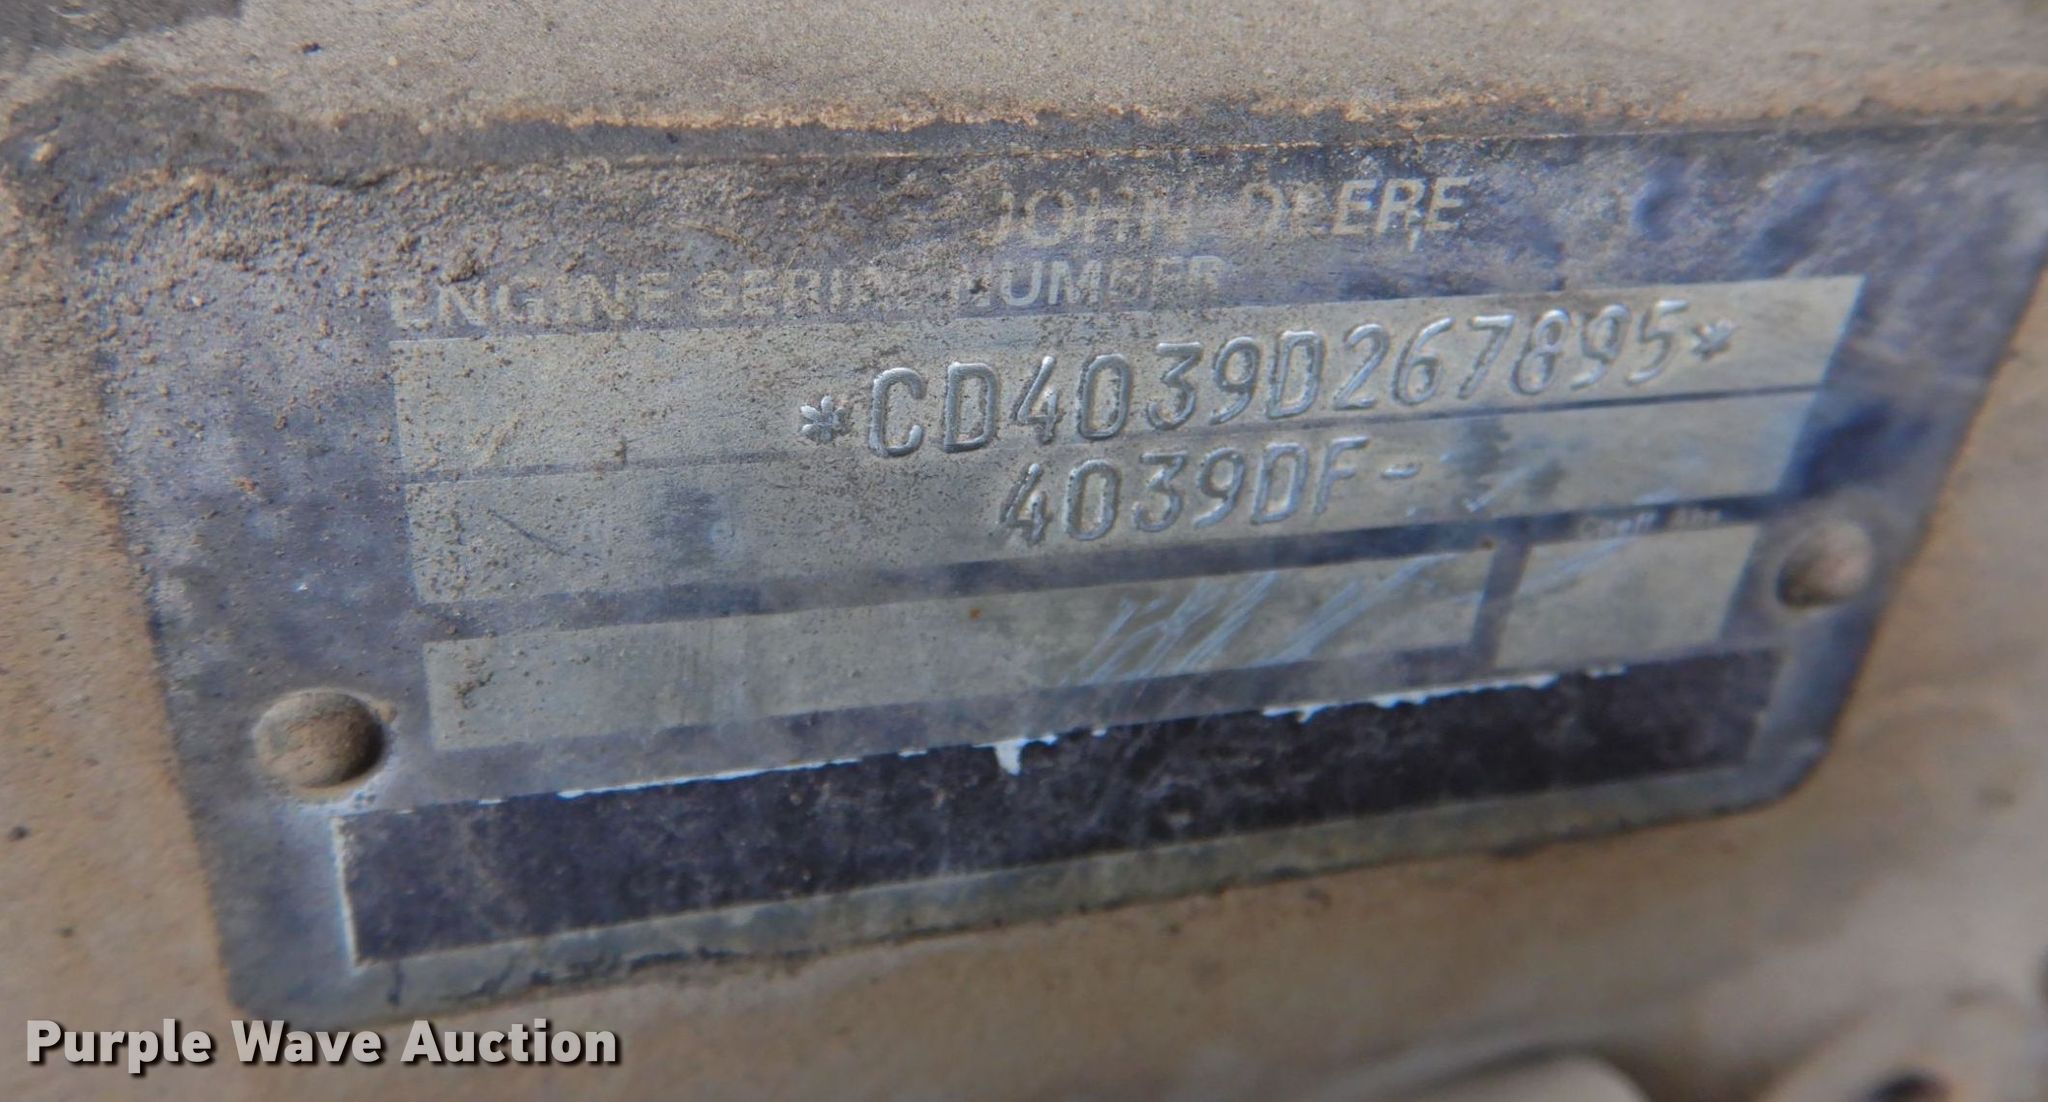 JOHN DEERE
ENGINE SERIAL NUMBER
*CD4039D267895*
4039DF-
Purple Wave Auction